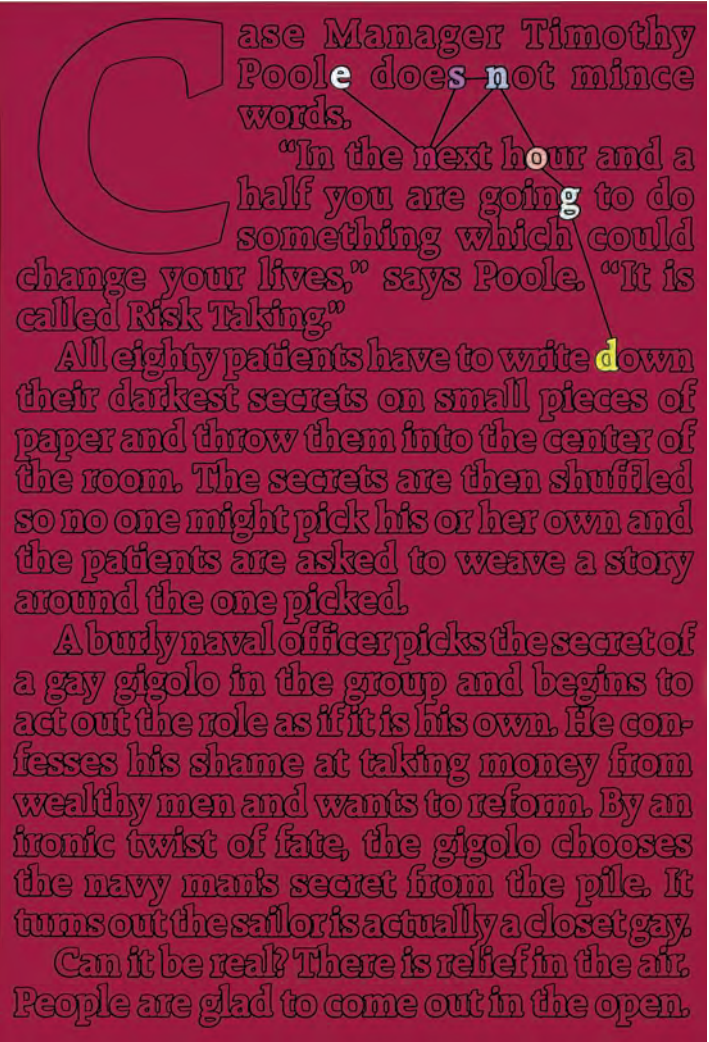 Case Manager Timothy
Poole does not mince
words.
“In the next hour and a
half you are going to do
something which could
change your lives,” says Poole. “It is
called Risk Taking.”
All eighty patients have to write down
their darkest secrets on small pieces of
paper and throw them into the center of
the room. The secrets are then shuffled
so no one might pick his or her own and
the patients are asked to weave a story
around the one picked.
A burly naval officer picks the secret of
a gay gigolo in the group and begins to
act out the role as if it is his own. He con-
fesses his shame at taking money from
wealthy men and wants to reform. By an
ironic twist of fate, the gigolo chooses
the navy man's secret from the pile. It
turns out the sailor is actually a closet gay.
Can it be real? There is relief in the air.
People are glad to come out in the open.